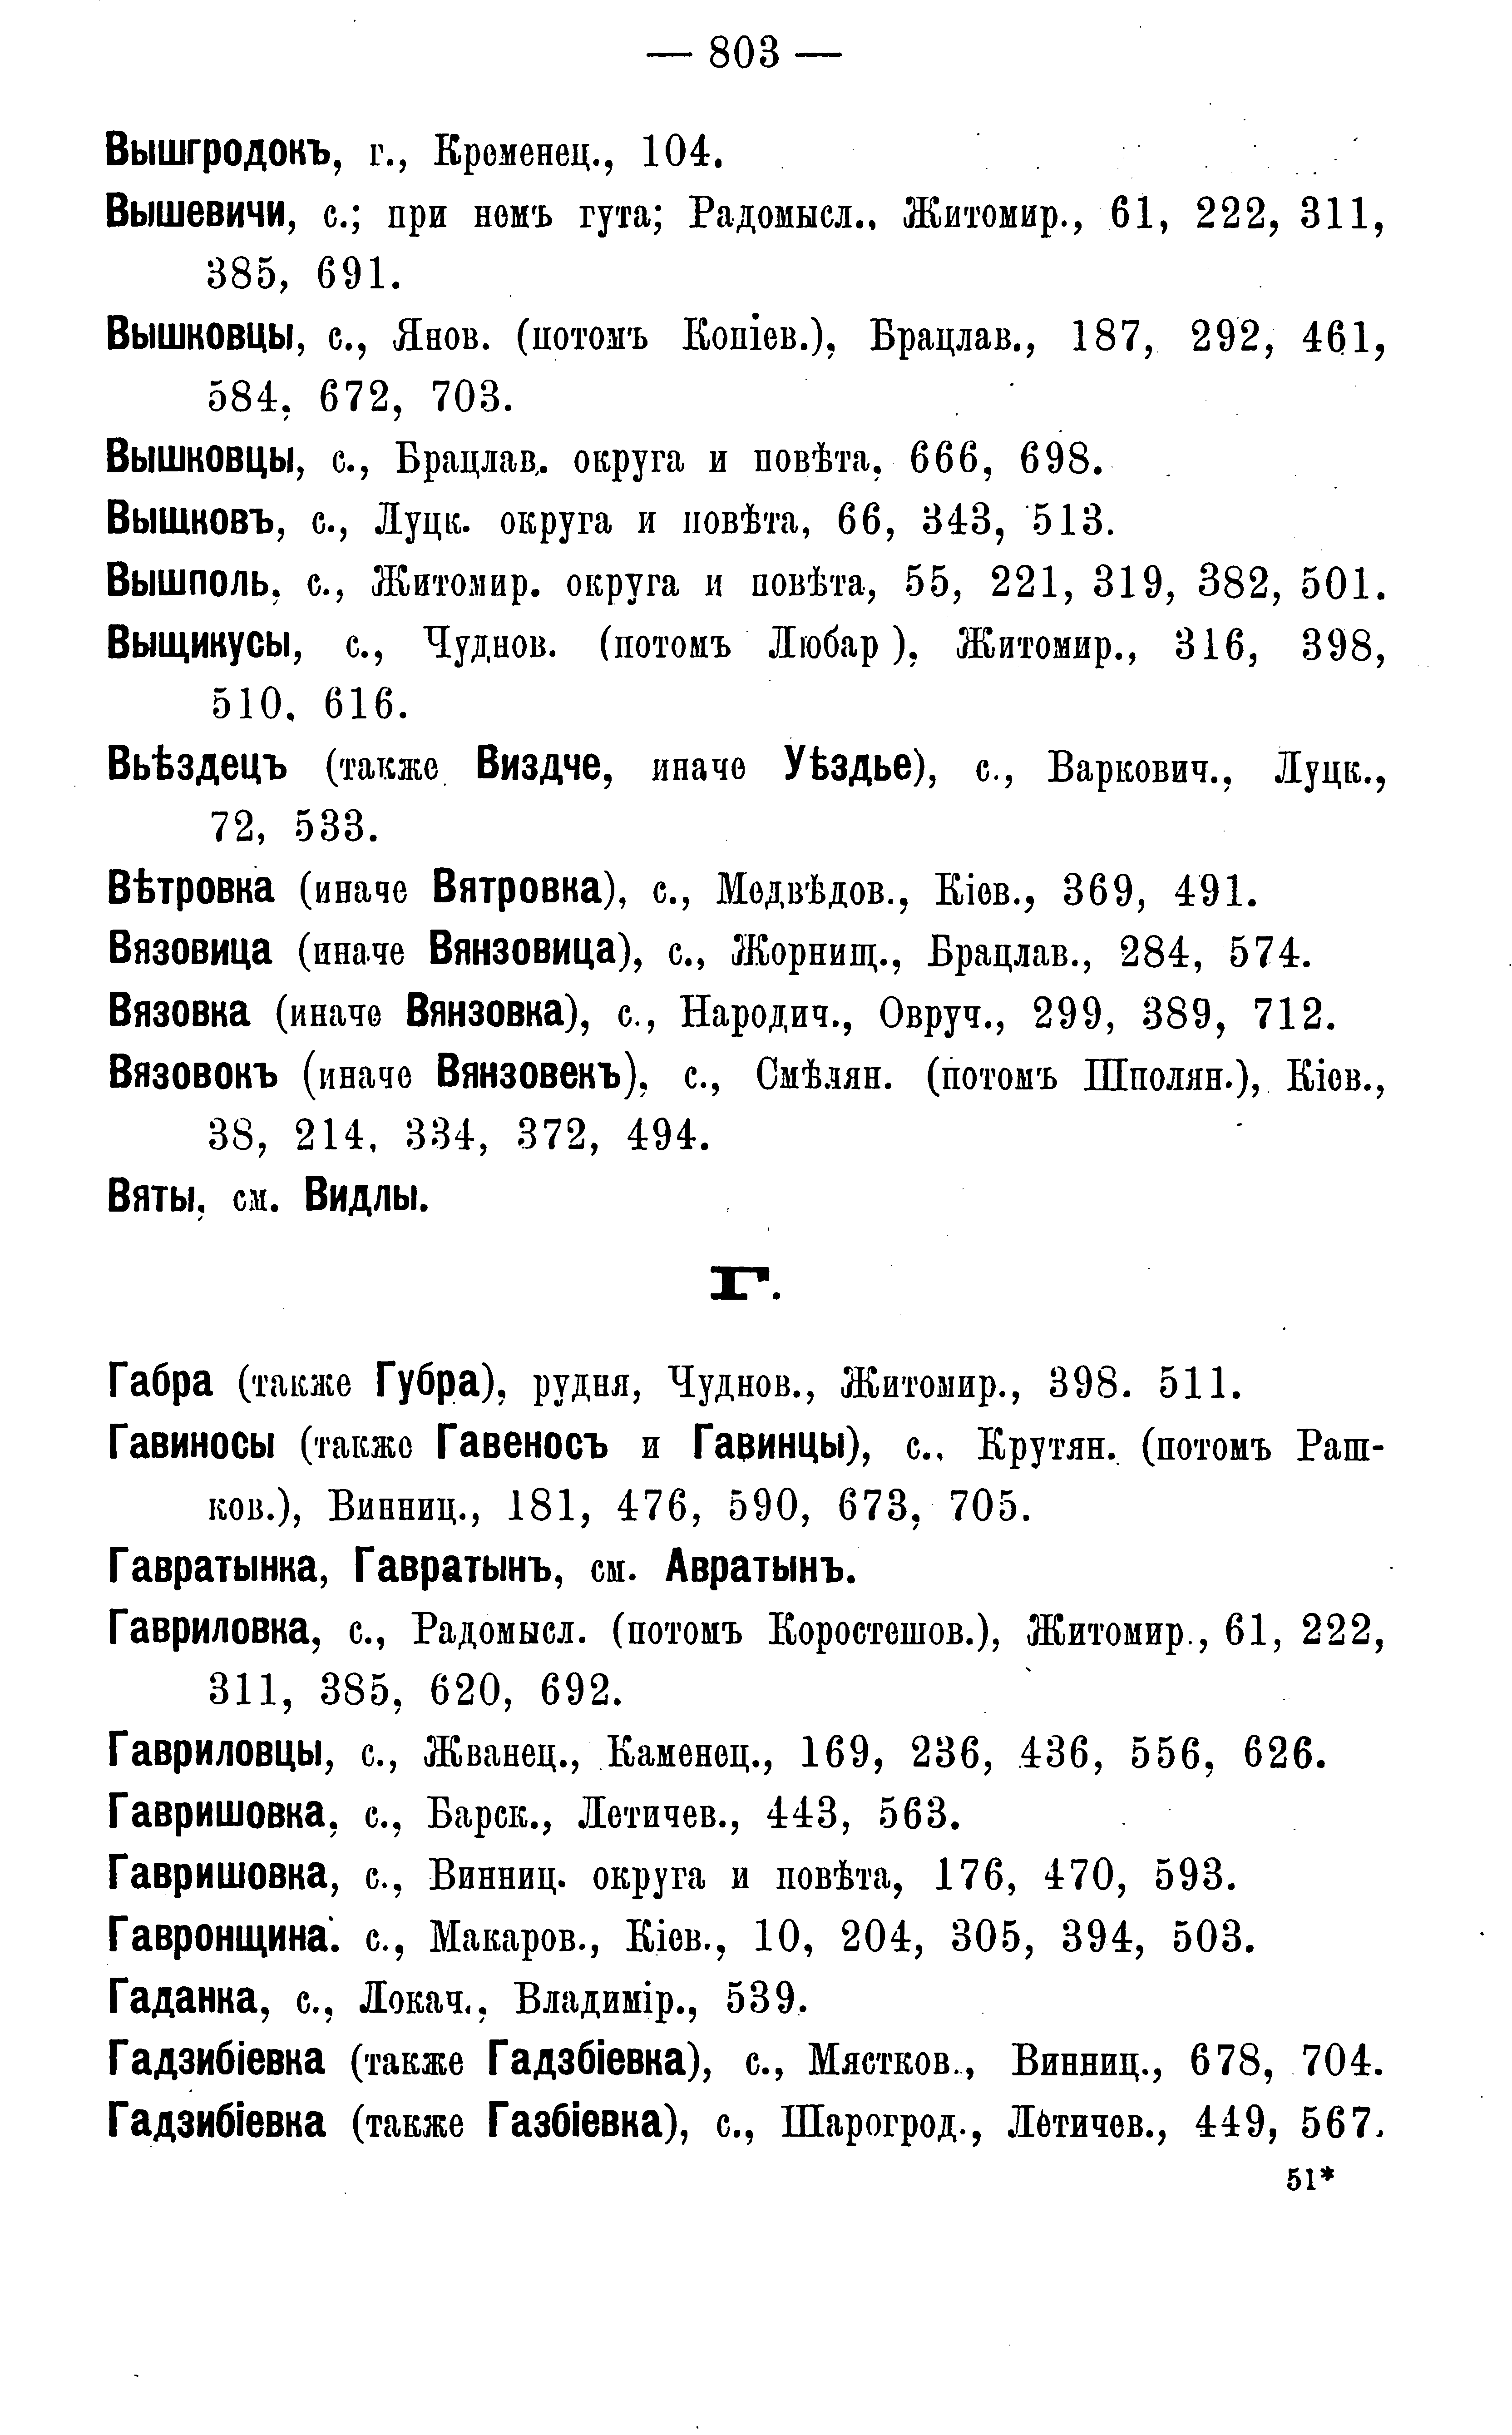 — 803 —
Вышгродокъ, г., Кременец., 104.
Вышевичи, с.; при немъ гута; Радомысл., Житомир., 61, 222, 311,
385, 691.
Вышковцы, с., Янов. (потомъ Копіев.), Брацлав., 187, 292, 461,
584, 672, 703.
Вышковцы, с., Брацлав. округа и повѣта, 666, 698.
Вышковъ, с., Луцк. округа и повѣта, 66, 343, 513.
Вышполь, с., Житомир. округа и повѣта, 55, 221, 319, 382, 501.
Выщикусы, с., Чуднов. (потомъ Любар ), Житомир., 316, 398,
510, 616.
Вьѣздецъ (также Виздче, иначе Уѣздье), с., Варкович., Луцк.,
72, 533.
Вѣтровка (иначе Вятровка), с., Медвѣдов., Кіев., 369, 491.
Вязовица (иначе Вянзовица), с., Жорнищ., Брацлав., 284, 574.
Вязовка (иначе Вянзовка), с., Народич., Овруч., 299, 389, 712.
Вязовокъ (иначе Вянзовекъ), с., Смѣлян. (потомъ Шполян.), Кіев.,
38, 214, 334, 372, 494.
Вяты, см. Видлы.
Г.
Габра (также Губра), рудня, Чуднов., Житомир., 398. 511.
Гавиносы (также Гавеносъ и Гавинцы), с., Крутян. (потомъ Раш-
ков.), Винниц., 181, 476, 590, 673, 705.
Гавратынка, Гавратынъ, см. Авратынъ.
Гавриловка, с., Радомысл. (потомъ Коростешов.), Житомир., 61, 222,
311, 385, 620, 692.
Гавриловцы, с., Жванец., Каменец., 169, 236, 436, 556, 626.
Гавришовка, с., Барск., Летичев., 443, 563.
Гавришовка, с., Винниц. округа и повѣта, 176, 470, 593.
Гавронщина. с., Макаров., Кіев., 10, 204, 305, 394, 503.
Гаданка, с., Локач., Владимір., 539.
Гадзибіевка (также Гадзбіевка), с., Мястков., Винниц., 678, 704.
Гадзибіевка (также Газбіевка), с., Шарогрод., Летичев., 449, 567.
51*